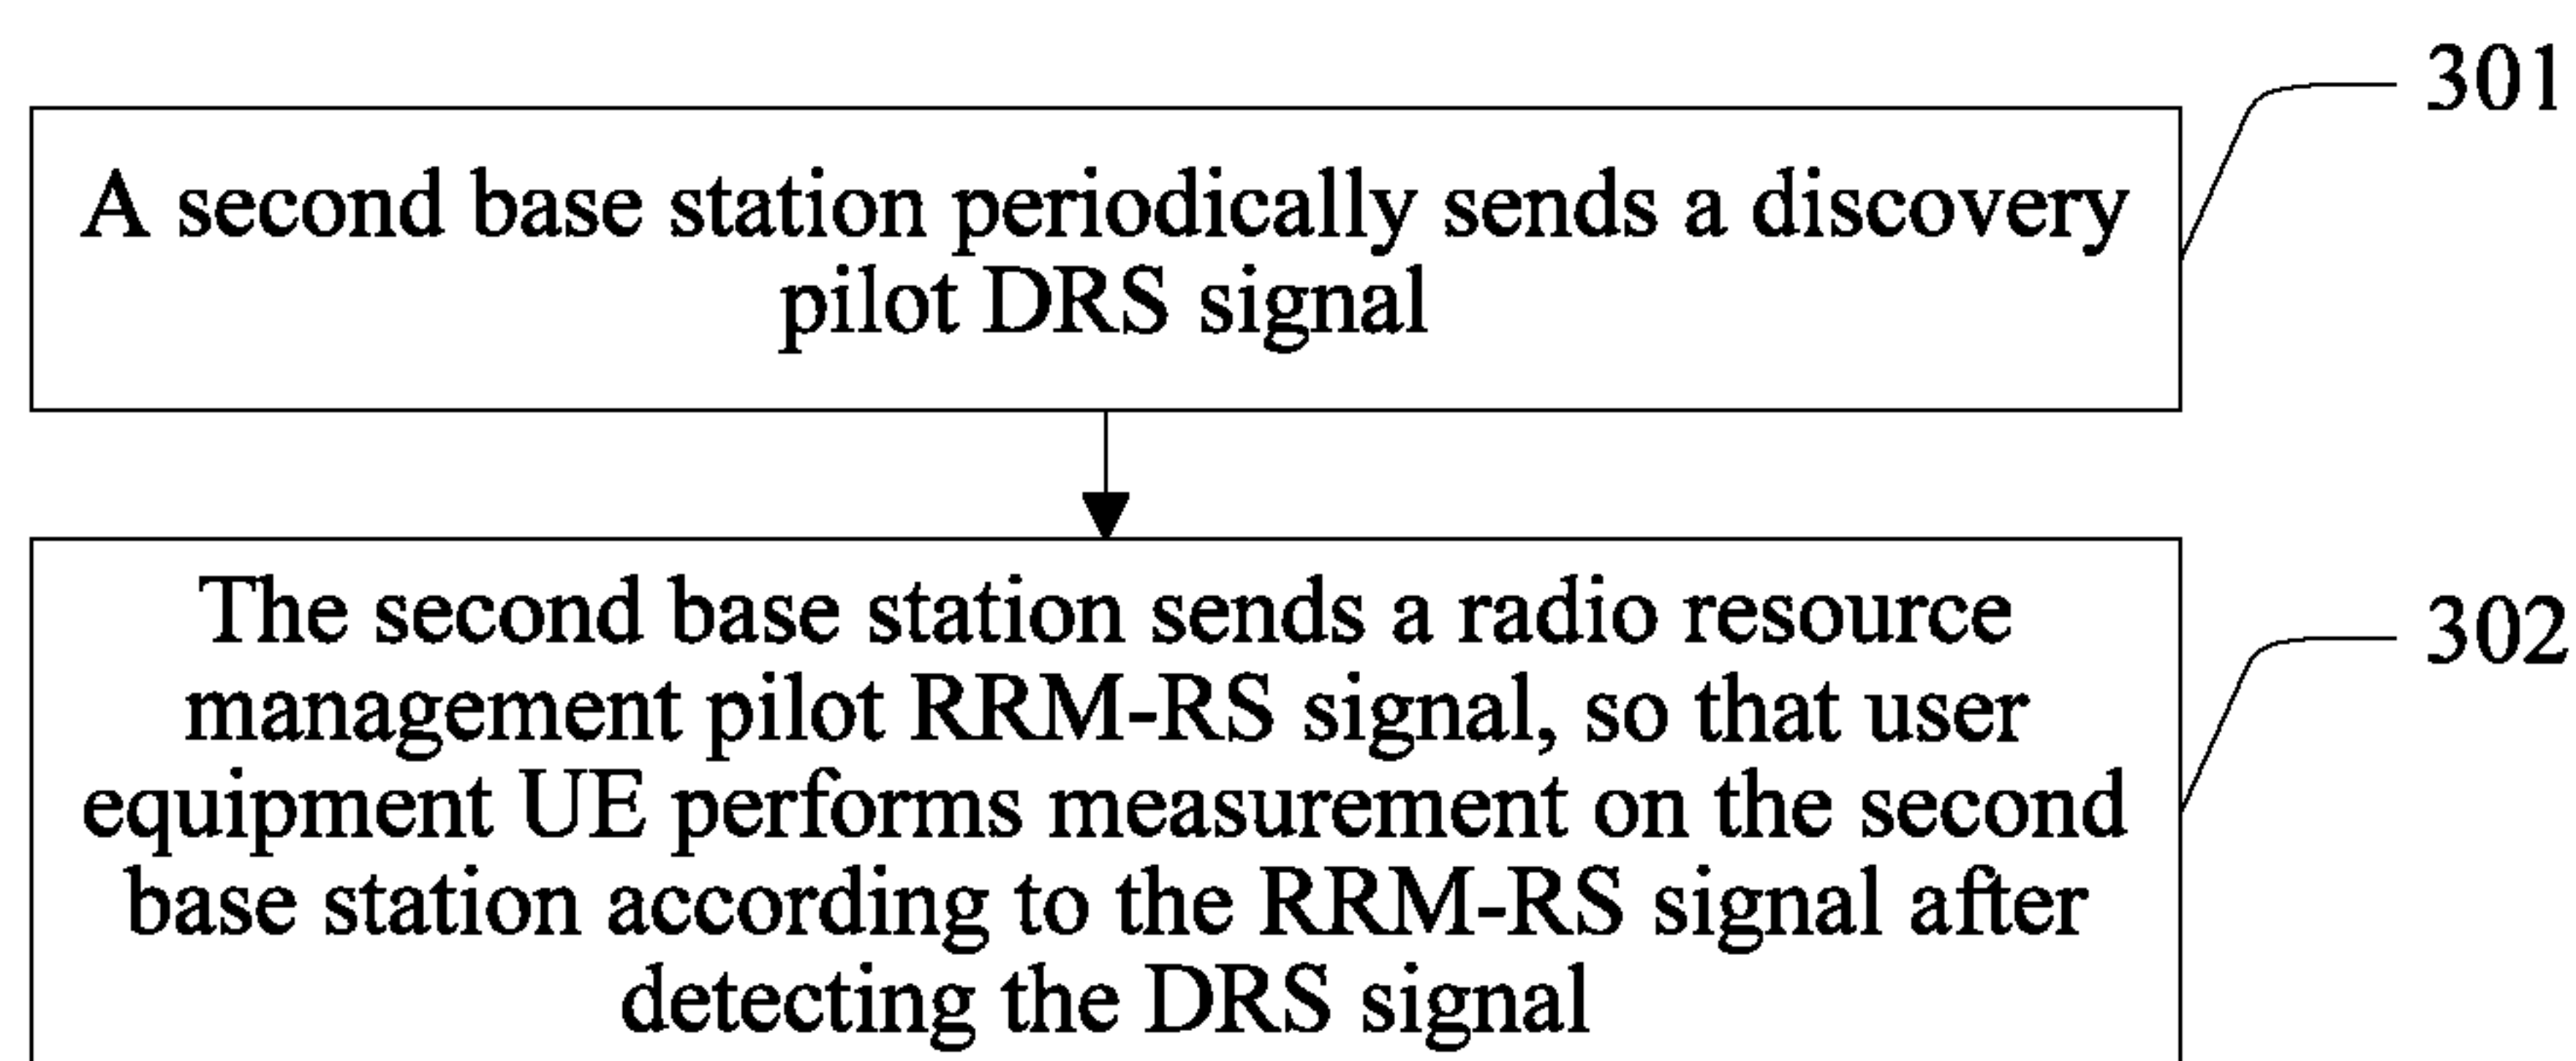 301
A second base station periodically sends a discovery
pilot DRS signal
The second base station sends a radio resource
management pilot RRM-RS signal, so that user
equipment UE performs measurement on the second
base station according to the RRM-RS signal after
detecting the DRS signal
302